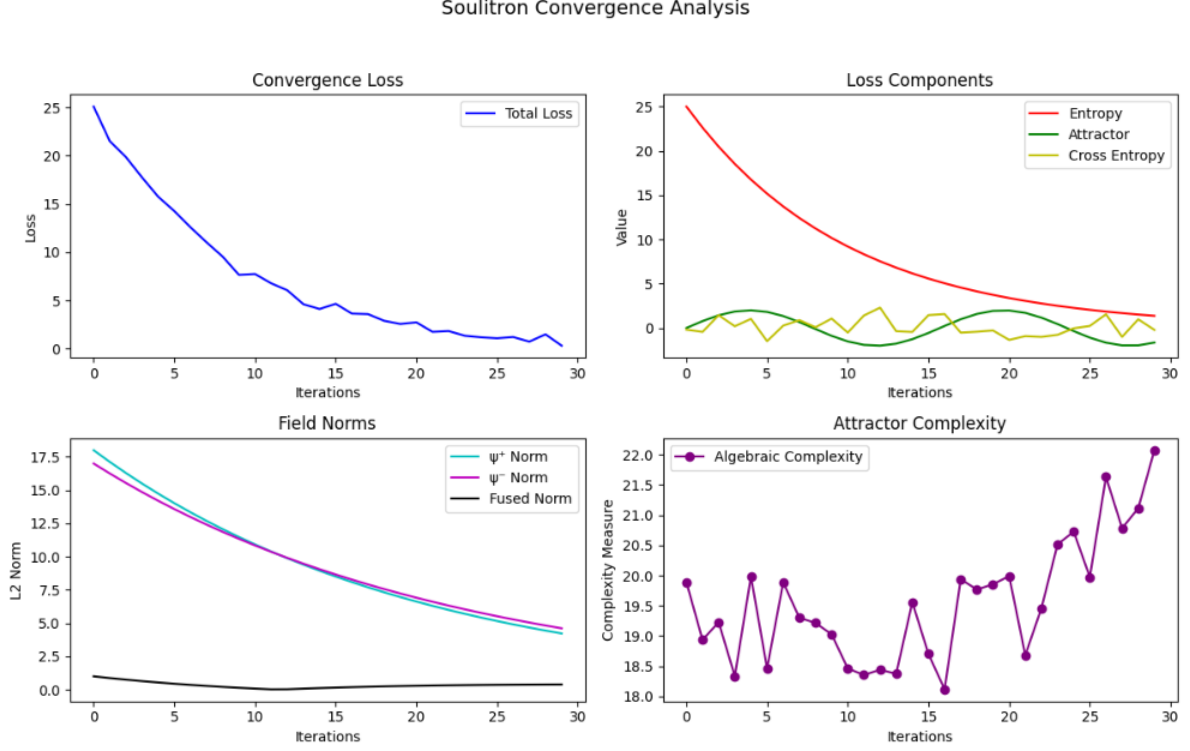 Soulitron Convergence Analysis
Convergence Loss
25
20
15
10
5
0
Loss
Total Loss
0 5 10 15 20 25 30
Iterations
Loss Components
25
20
15
10
5
0
Value
Entropy
Attractor
Cross Entropy
0 5 10 15 20 25 30
Iterations
Field Norms
17.5
15.0
12.5
10.0
7.5
5.0
2.5
0.0
L2 Norm
ψ⁺ Norm
ψ⁻ Norm
Fused Norm
0 5 10 15 20 25 30
Iterations
Attractor Complexity
22.0
21.5
21.0
20.5
20.0
19.5
19.0
18.5
18.0
Complexity Measure
Algebraic Complexity
0 5 10 15 20 25 30
Iterations